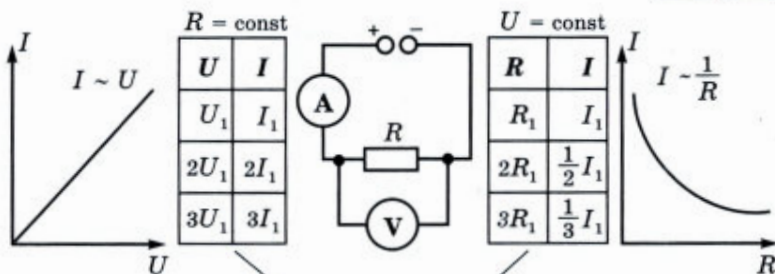 I
I ~ U
U
R = const
U I
U₁ I₁
2U₁ 2I₁
3U₁ 3I₁
+ −
A
R
V
U = const
R I
R₁ I₁
2R₁ 1/2 I₁
3R₁ 1/3 I₁
I
I ~ 1/R
R